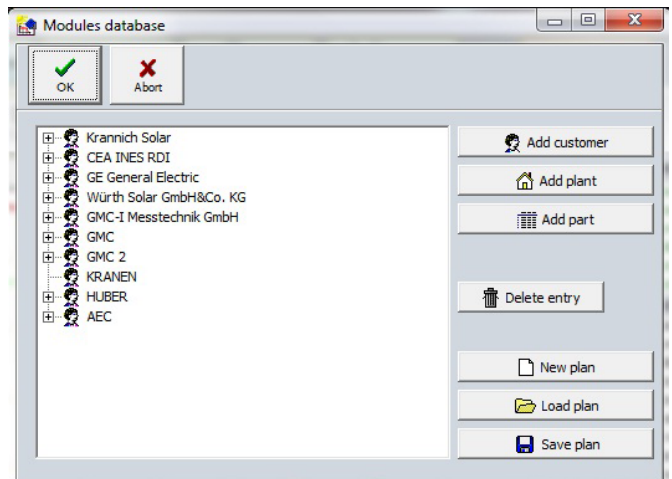 Modules database
OK
Abort
Krannich Solar
CEA INES RDI
GE General Electric
Würth Solar GmbH&Co. KG
GMC-I Messtechnik GmbH
GMC
GMC 2
KRANEN
HUBER
AEC
Add customer
Add plant
Add part
Delete entry
New plan
Load plan
Save plan